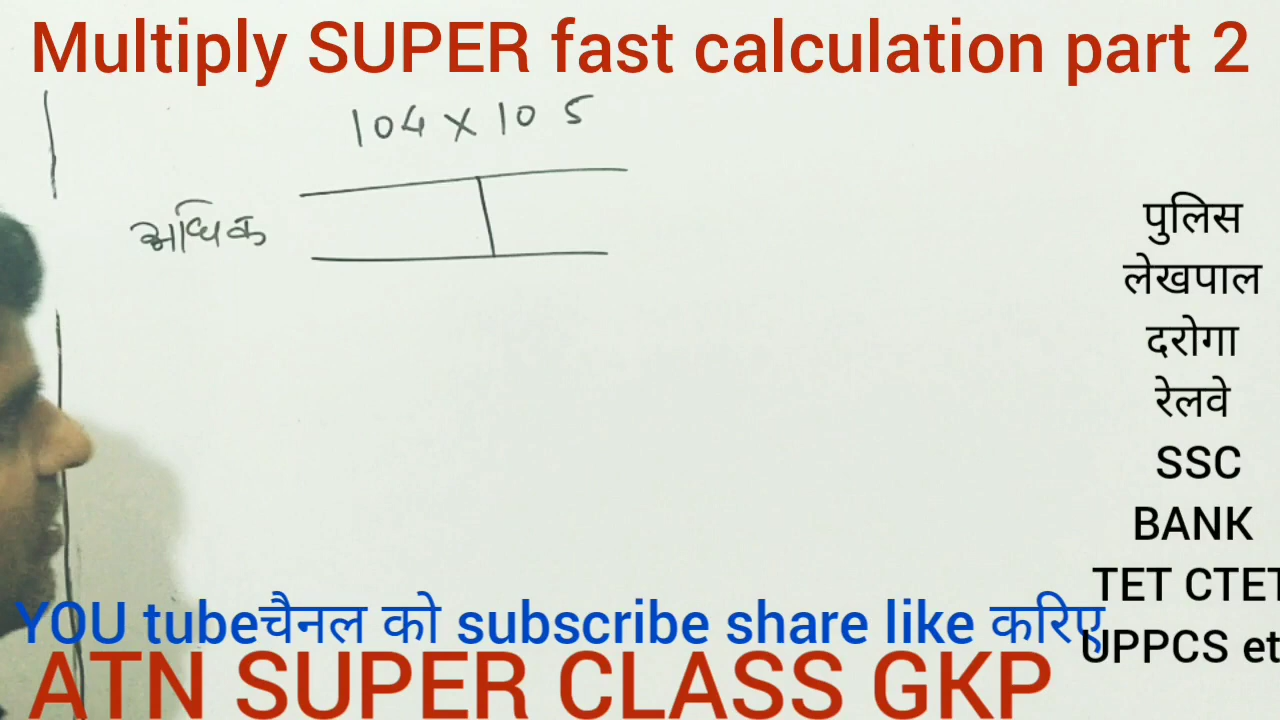 Multiply SUPER fast calculation part 2
104 X 105
अधिक
पुलिस
लेखपाल
दरोगा
रेलवे
SSC
BANK
TET CTET
UPPCS et
YOU tubeचैनल को subscribe share like करिए
ATN SUPER CLASS GKP